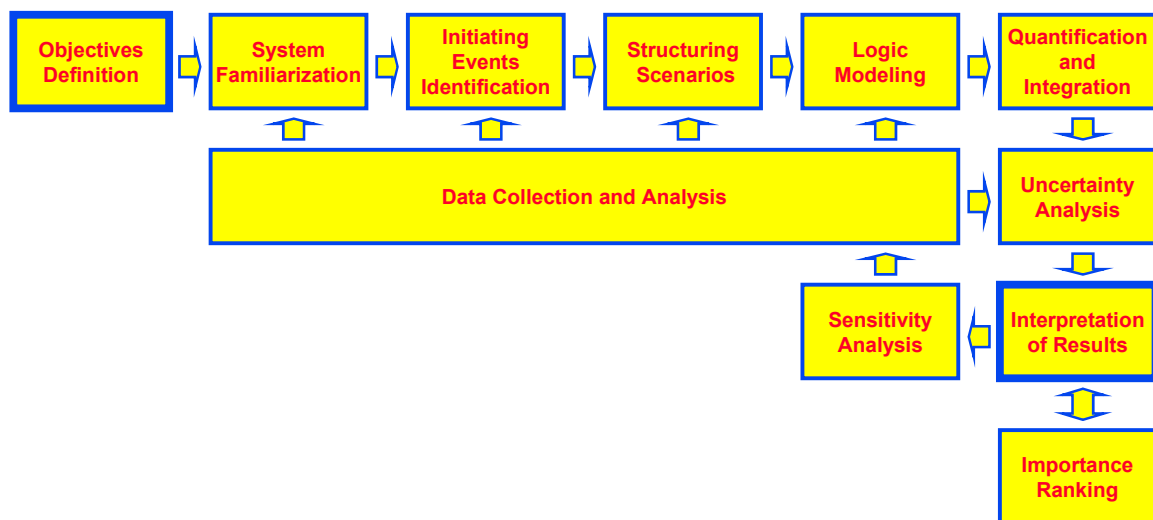 Objectives
Definition
System
Familiarization
Initiating
Events
Identification
Structuring
Scenarios
Logic
Modeling
Quantification
and
Integration
Data Collection and Analysis
Uncertainty
Analysis
Sensitivity
Analysis
Interpretation
of Results
Importance
Ranking